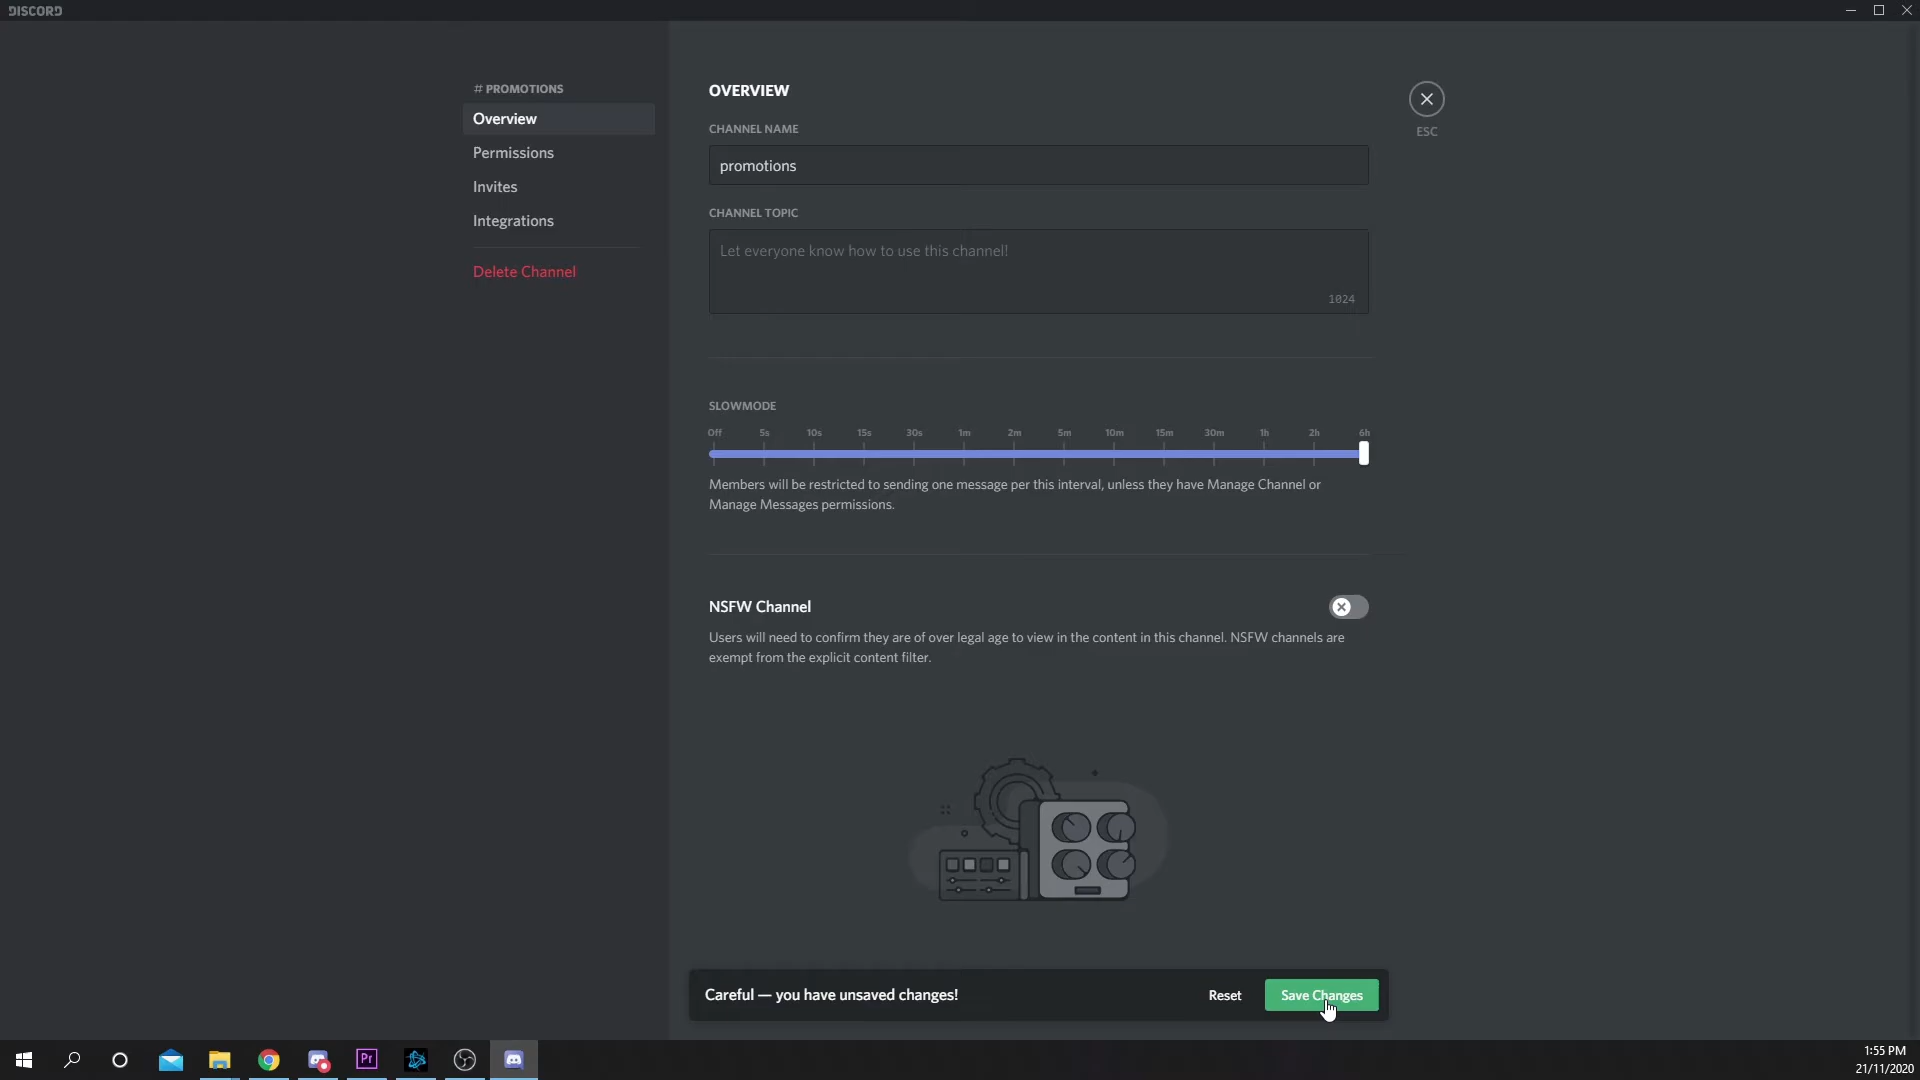 DISCORD
# PROMOTIONS
Overview
Permissions
Invites
Integrations
Delete Channel
OVERVIEW
ESC
CHANNEL NAME
promotions
CHANNEL TOPIC
Let everyone know how to use this channel!
1024
SLOWMODE
Off 5s 10s 15s 30s 1m 2m 5m 10m 15m 30m 1h 2h 6h
Members will be restricted to sending one message per this interval, unless they have Manage Channel or
Manage Messages permissions.
NSFW Channel
Users will need to confirm they are of over legal age to view in the content in this channel. NSFW channels are
exempt from the explicit content filter.
Careful — you have unsaved changes!
Reset
Save Changes
Pr
1:55 PM
21/11/2020